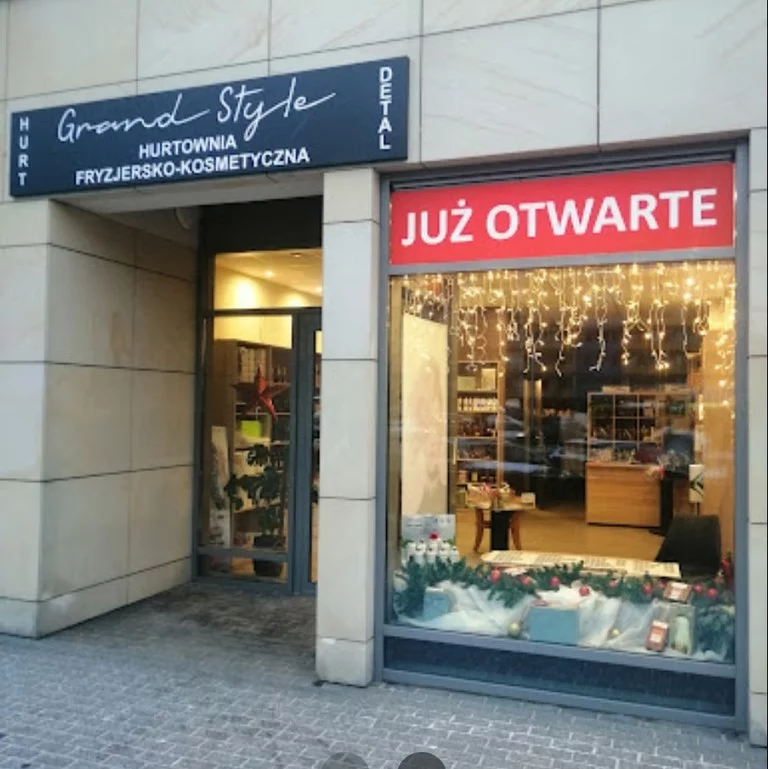 HURT
Grand Style
HURTOWNIA
FRYZJERSKO-KOSMETYCZNA
DETAL
JUŻ OTWARTE